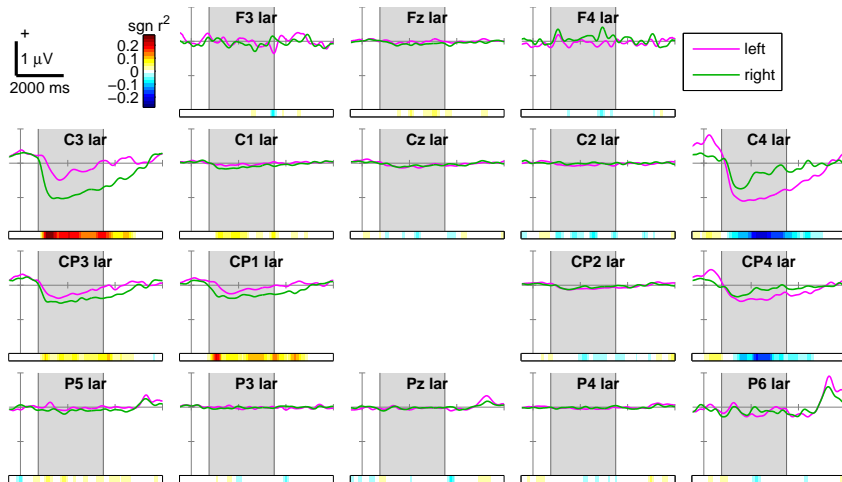 +
1 μV
2000 ms
sgn r²
0.2
0.1
0
−0.1
−0.2
F3 lar
Fz lar
F4 lar
left
right
C3 lar
C1 lar
Cz lar
C2 lar
C4 lar
CP3 lar
CP1 lar
CP2 lar
CP4 lar
P5 lar
P3 lar
Pz lar
P4 lar
P6 lar